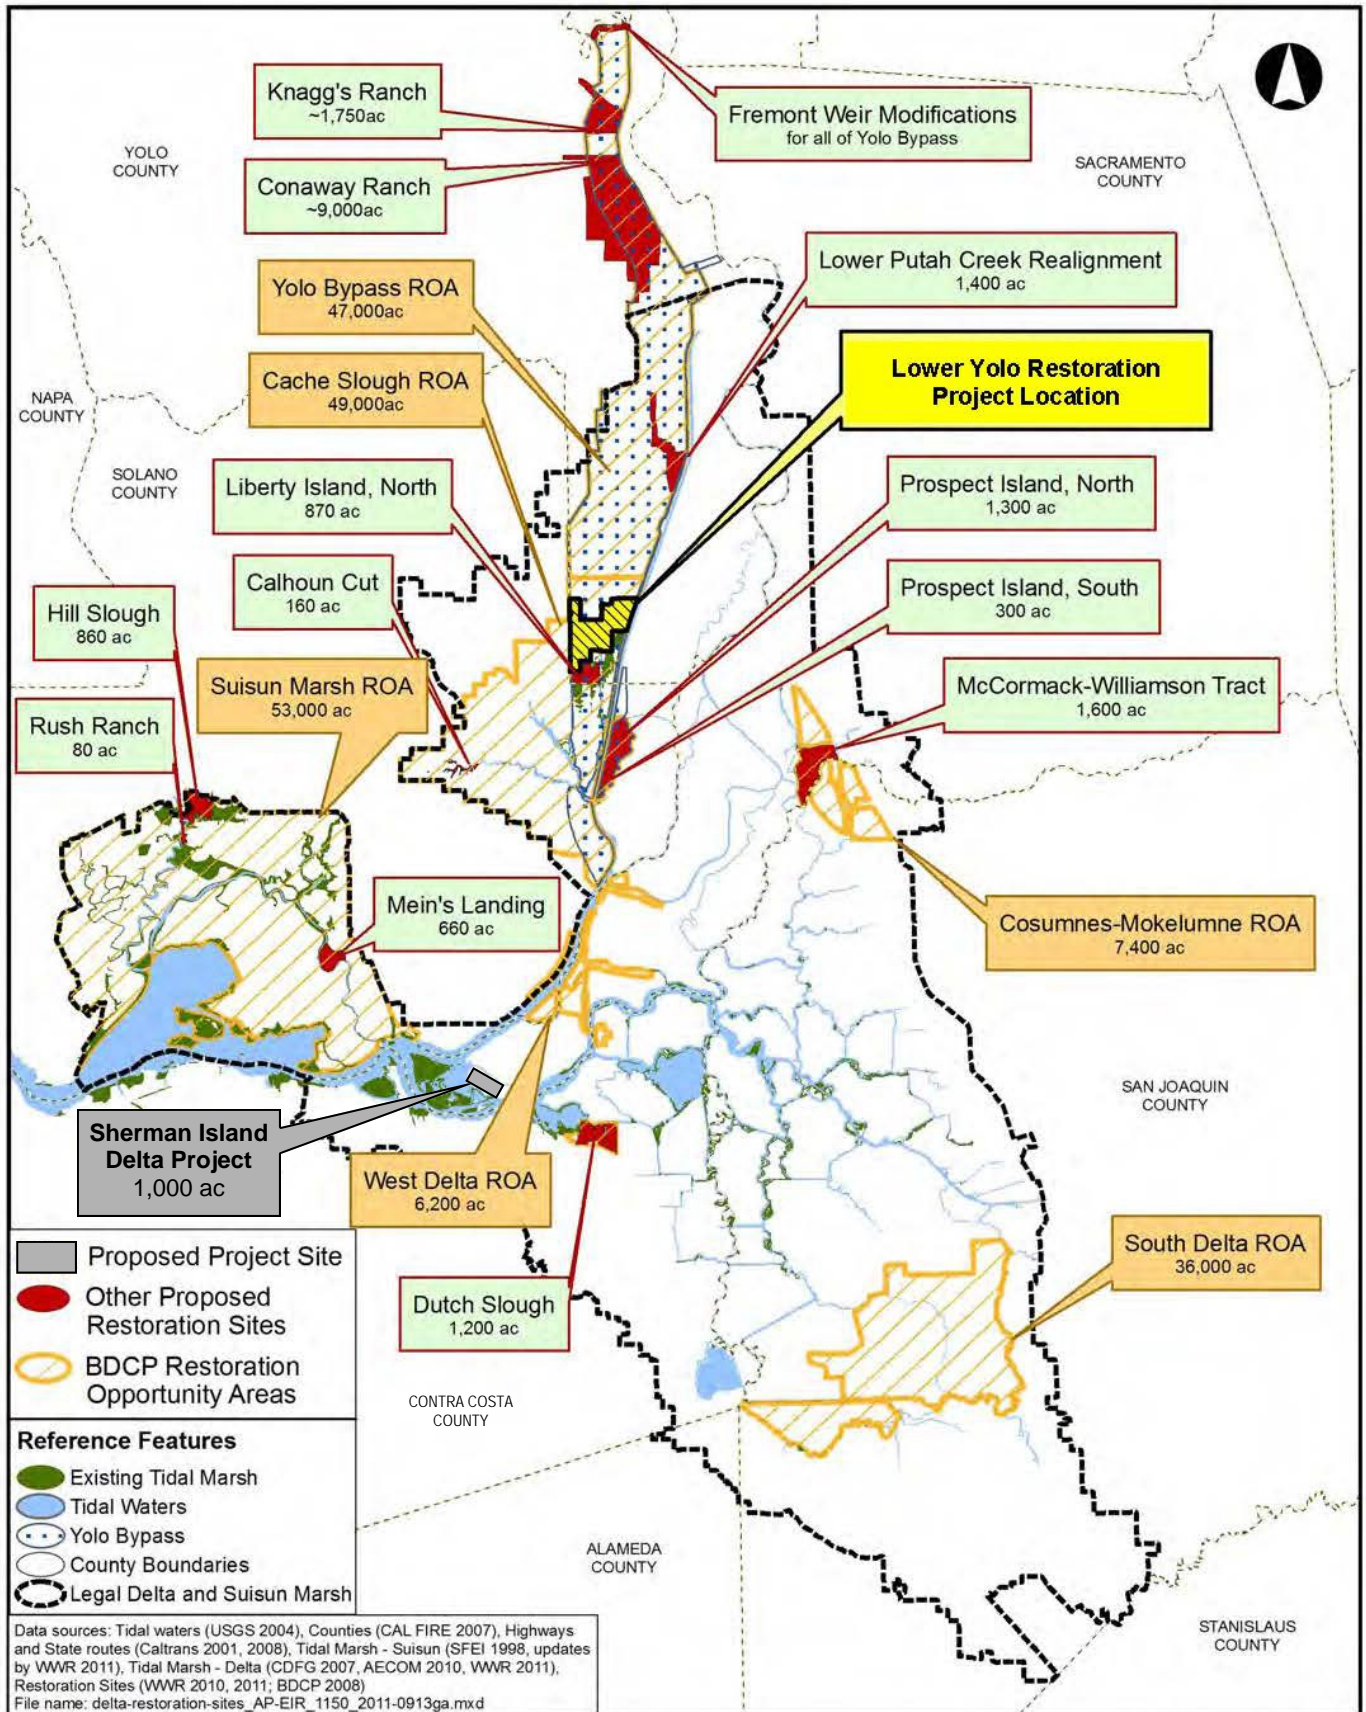 Knagg's Ranch
~1,750ac
Fremont Weir Modifications
for all of Yolo Bypass
YOLO
COUNTY
SACRAMENTO
COUNTY
Conaway Ranch
~9,000ac
Lower Putah Creek Realignment
1,400 ac
Yolo Bypass ROA
47,000ac
Lower Yolo Restoration
Project Location
Cache Slough ROA
49,000ac
NAPA
COUNTY
SOLANO
COUNTY
Liberty Island, North
870 ac
Prospect Island, North
1,300 ac
Calhoun Cut
160 ac
Prospect Island, South
300 ac
Hill Slough
860 ac
Suisun Marsh ROA
53,000 ac
McCormack-Williamson Tract
1,600 ac
Rush Ranch
80 ac
Mein's Landing
660 ac
Cosumnes-Mokelumne ROA
7,400 ac
SAN JOAQUIN
COUNTY
Sherman Island
Delta Project
1,000 ac
West Delta ROA
6,200 ac
South Delta ROA
36,000 ac
Dutch Slough
1,200 ac
CONTRA COSTA
COUNTY
ALAMEDA
COUNTY
STANISLAUS
COUNTY
Proposed Project Site
Other Proposed
Restoration Sites
BDCP Restoration
Opportunity Areas
Reference Features
Existing Tidal Marsh
Tidal Waters
Yolo Bypass
County Boundaries
Legal Delta and Suisun Marsh
Data sources: Tidal waters (USGS 2004), Counties (CAL FIRE 2007), Highways
and State routes (Caltrans 2001, 2008), Tidal Marsh - Suisun (SFEI 1998, updates
by WWR 2011), Tidal Marsh - Delta (CDFG 2007, AECOM 2010, WWR 2011),
Restoration Sites (WWR 2010, 2011; BDCP 2008)
File name: delta-restoration-sites_AP-EIR_1150_2011-0913ga.mxd